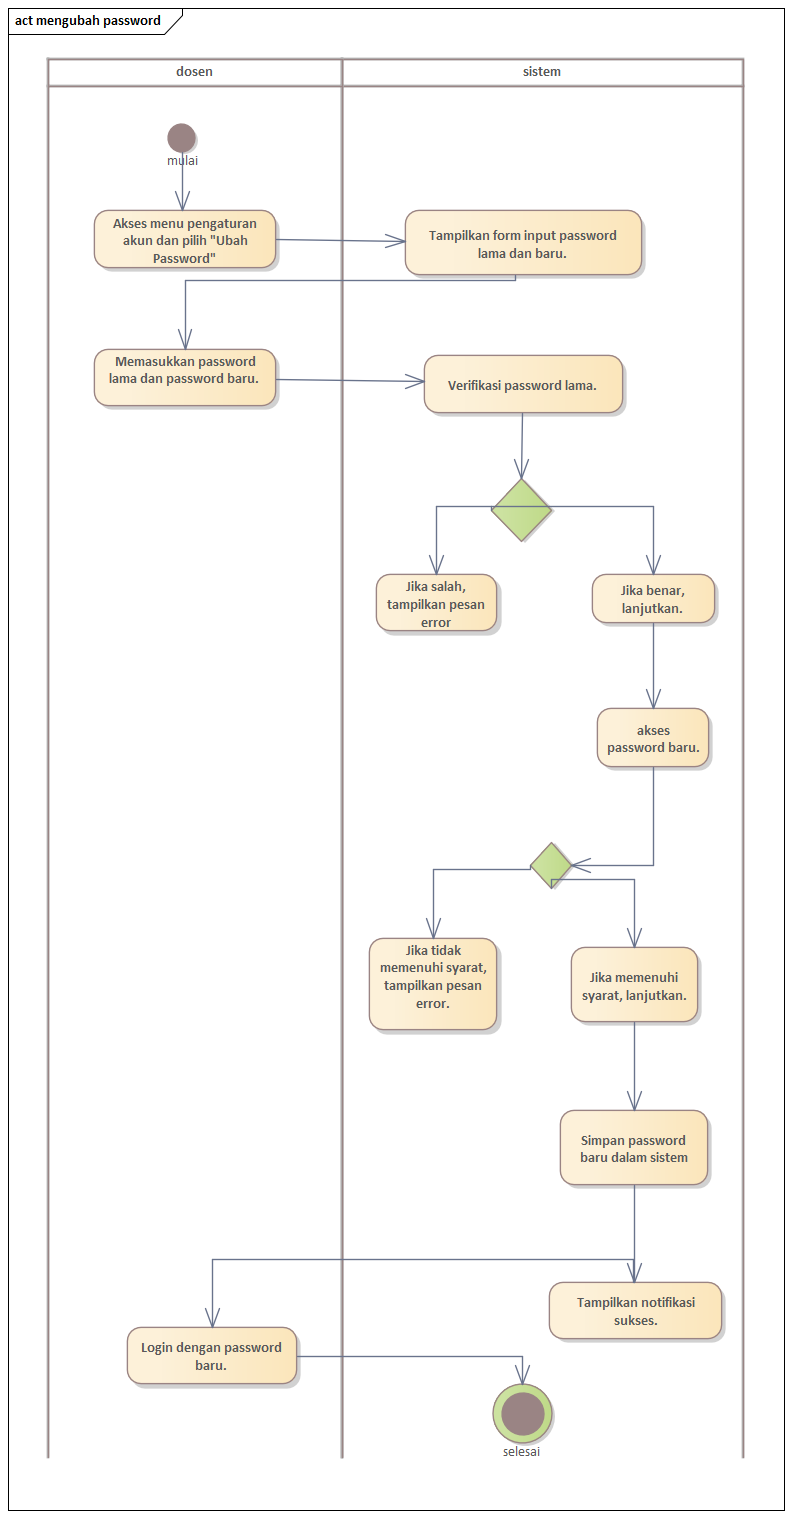 act mengubah password
dosen
sistem
mulai
Akses menu pengaturan
akun dan pilih "Ubah
Password"
Tampilkan form input password
lama dan baru.
Memasukkan password
lama dan password baru.
Verifikasi password lama.
Jika salah,
tampilkan pesan
error
Jika benar,
lanjutkan.
akses
password baru.
Jika tidak
memenuhi syarat,
tampilkan pesan
error.
Jika memenuhi
syarat, lanjutkan.
Simpan password
baru dalam sistem
Tampilkan notifikasi
sukses.
Login dengan password
baru.
selesai